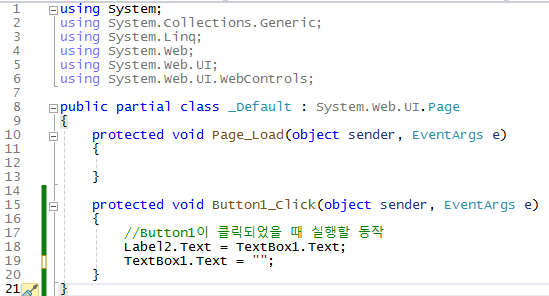 1 using System;
2 using System.Collections.Generic;
3 using System.Linq;
4 using System.Web;
5 using System.Web.UI;
6 using System.Web.UI.WebControls;
7
8 public partial class _Default : System.Web.UI.Page
9 {
10 protected void Page_Load(object sender, EventArgs e)
11 {
12
13 }
14
15 protected void Button1_Click(object sender, EventArgs e)
16 {
17 //Button1이 클릭되었을 때 실행할 동작
18 Label2.Text = TextBox1.Text;
19 TextBox1.Text = "";
20 }
21 }